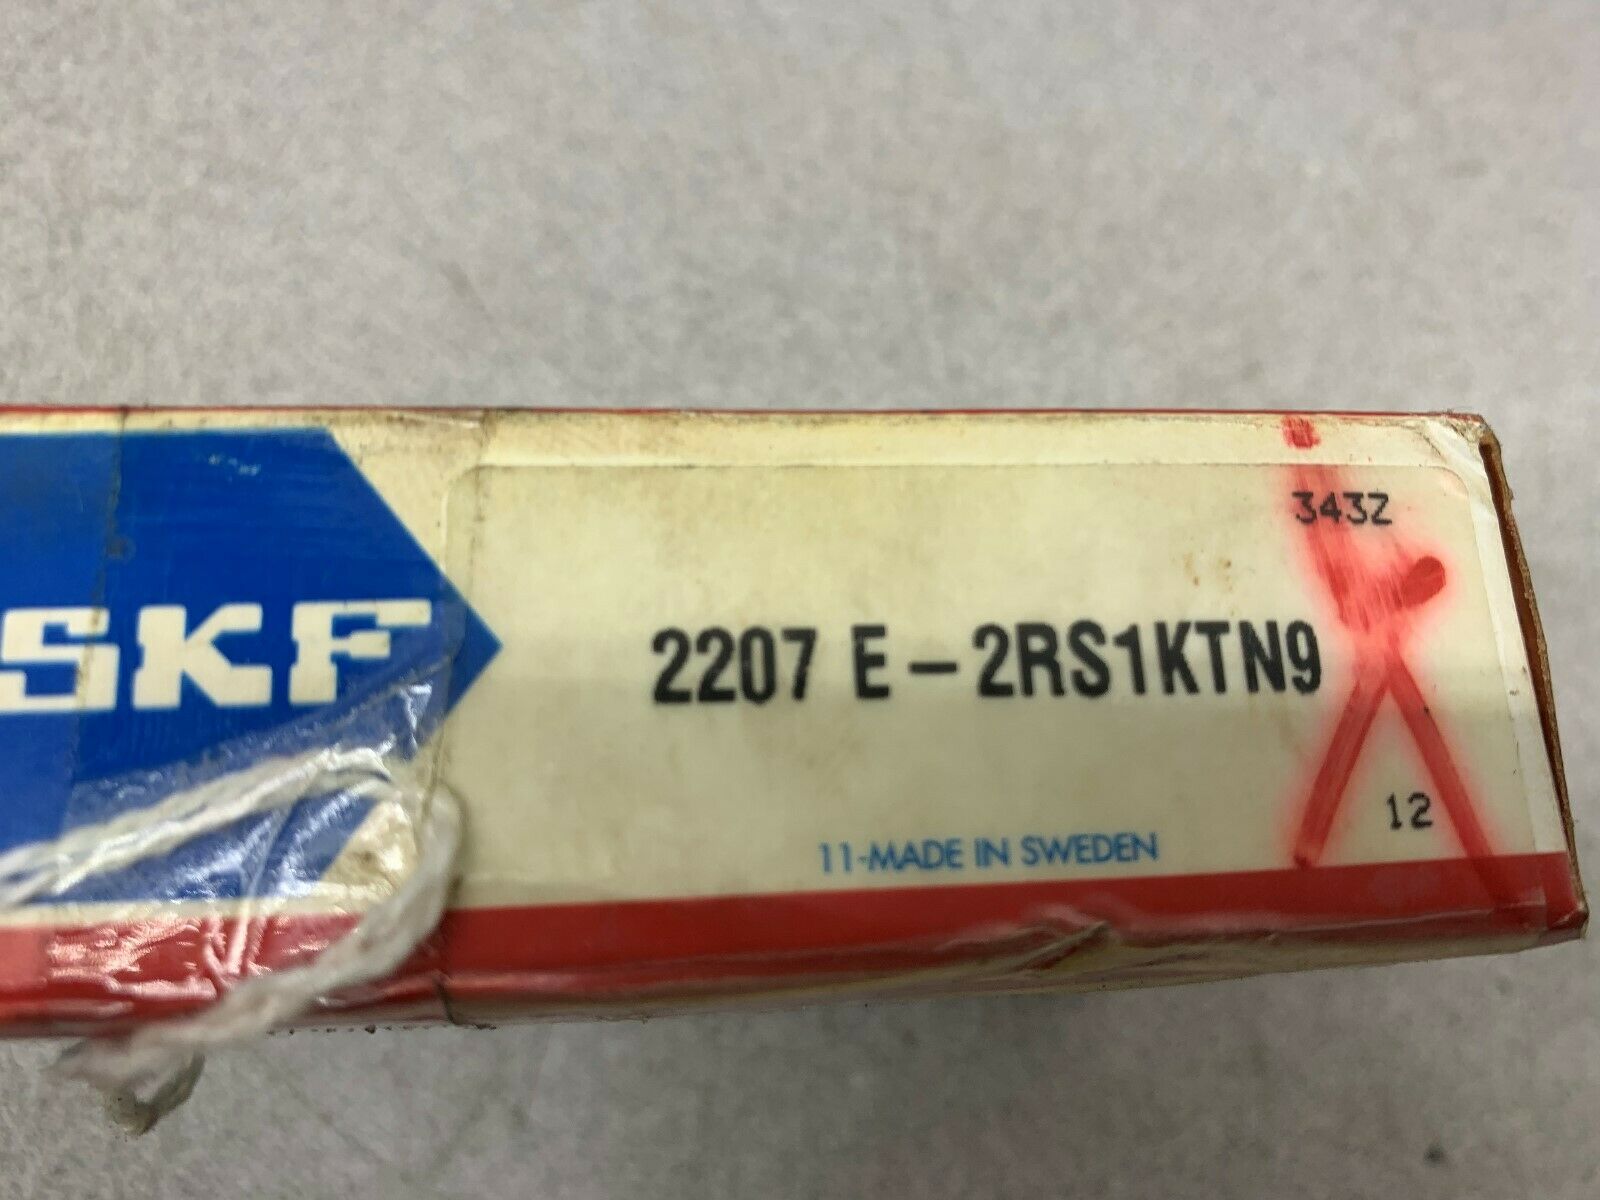 SKF
343Z
2207 E-2RS1KTN9
12
11-MADE IN SWEDEN